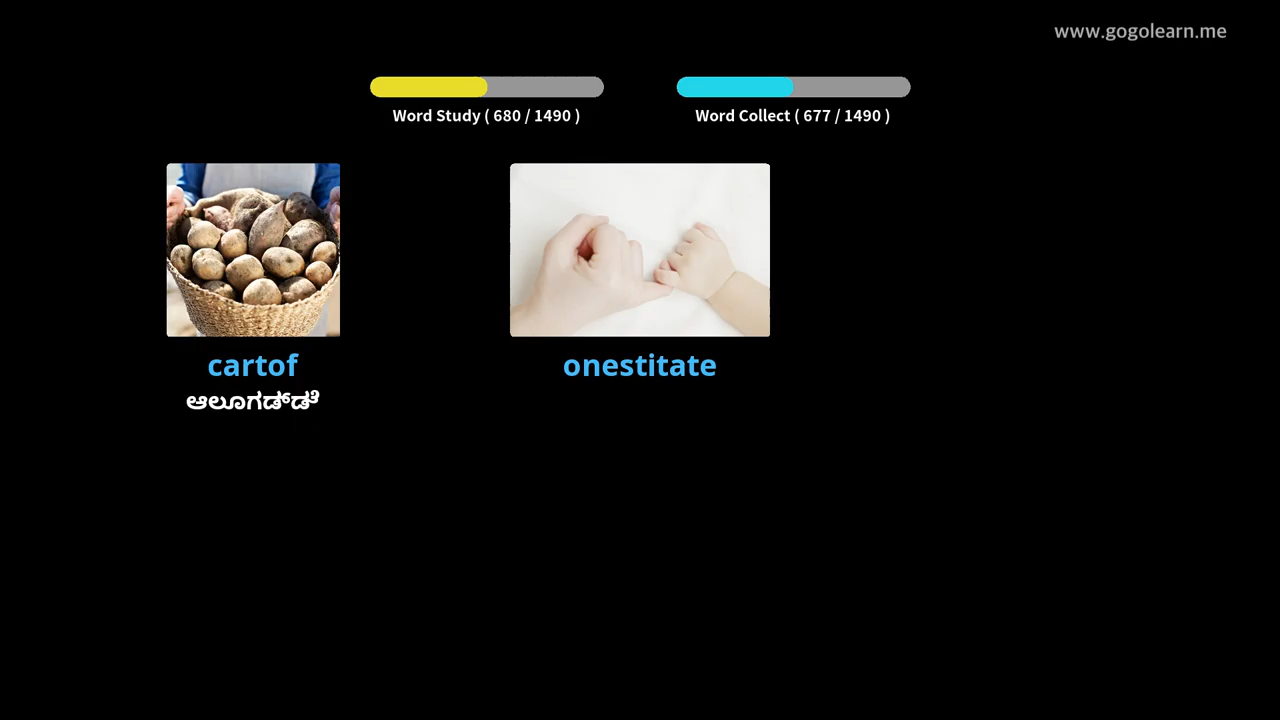 www.gogolearn.me
Word Study ( 680 / 1490 )
Word Collect ( 677 / 1490 )
cartof
onestitate
ಆಲೂಗಡ್ಡೆ